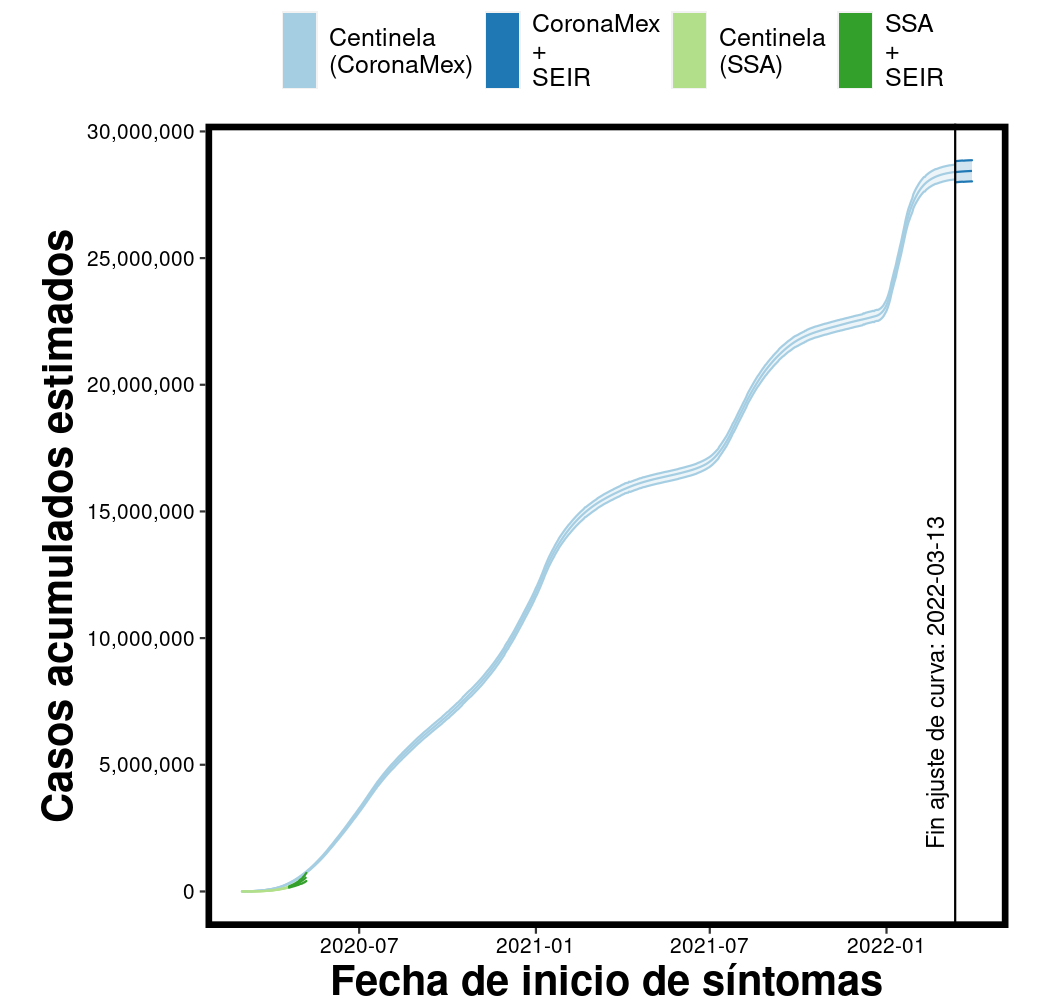 Centinela
(CoronaMex)
CoronaMex
+
SEIR
Centinela
(SSA)
SSA
+
SEIR
30,000,000
25,000,000
20,000,000
15,000,000
10,000,000
5,000,000
0
Casos acumulados estimados
Fin ajuste de curva: 2022-03-13
2020-07
2021-01
2021-07
2022-01
Fecha de inicio de síntomas